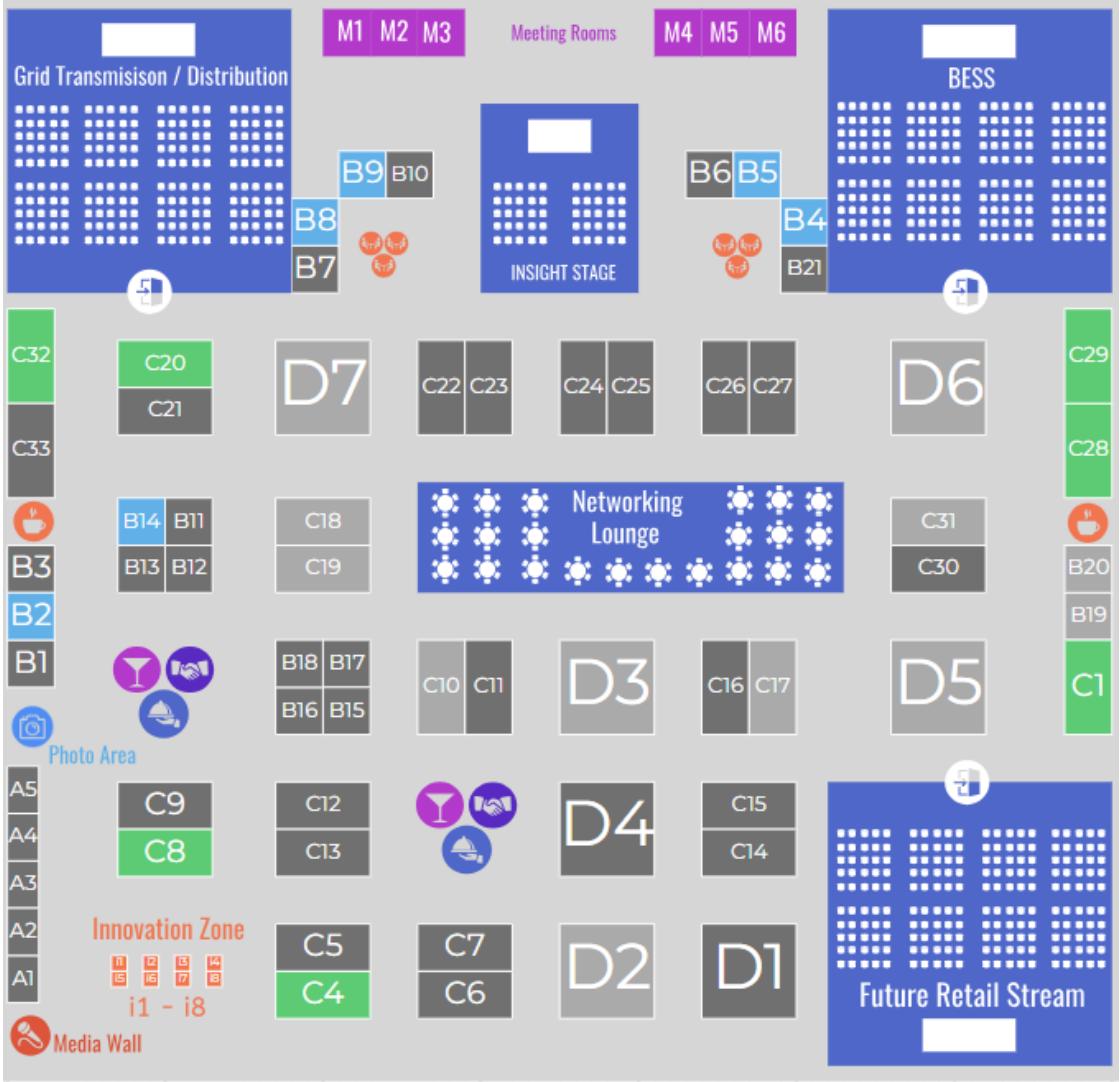 M1 M2 M3
Meeting Rooms
M4 M5 M6
Grid Transmisison / Distribution
BESS
B9 B10
B6 B5
B8
B4
B7
INSIGHT STAGE
B21
C32
C20
D7
C22 C23
C24 C25
C26 C27
D6
C29
C21
C33
C28
B14 B11
C18
Networking
Lounge
C31
B13 B12
C19
C30
B3
B20
B2
B19
B1
B18 B17
C10 C11
D3
C16 C17
D5
C1
B16 B15
Photo Area
A5
C9
C12
D4
C15
A4
C8
C13
C14
A3
A2
Innovation Zone
C5
C7
D2
D1
A1
i1 i2 i3 i4
i5 i6 i7 i8
C4
C6
Future Retail Stream
i1 - i8
Media Wall